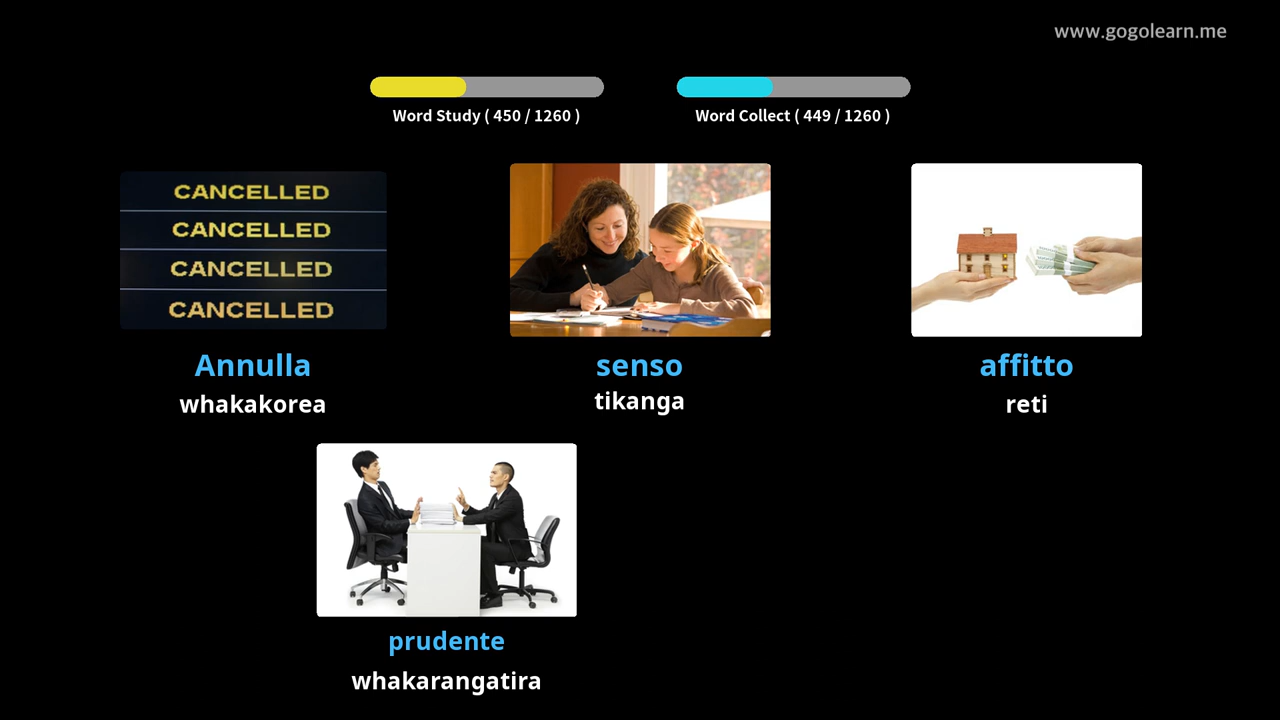 www.gogolearn.me
Word Study ( 450 / 1260 )
Word Collect ( 449 / 1260 )
CANCELLED
CANCELLED
CANCELLED
CANCELLED
Annulla
whakakorea
senso
tikanga
affitto
reti
prudente
whakarangatira